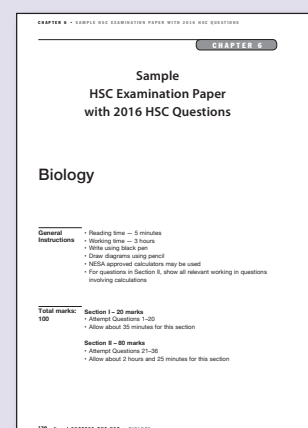 CHAPTER 6 • SAMPLE HSC EXAMINATION PAPER WITH 2016 HSC QUESTIONS
CHAPTER 6
Sample
HSC Examination Paper
with 2016 HSC Questions
Biology
General
Instructions
• Reading time — 5 minutes
• Working time — 3 hours
• Write using black pen
• Draw diagrams using pencil
• NESA approved calculators may be used
• For questions in Section II, show all relevant working in questions
involving calculations
Total marks:
100
Section I – 20 marks
• Attempt Questions 1–20
• Allow about 35 minutes for this section
Section II – 80 marks
• Attempt Questions 21–36
• Allow about 2 hours and 25 minutes for this section